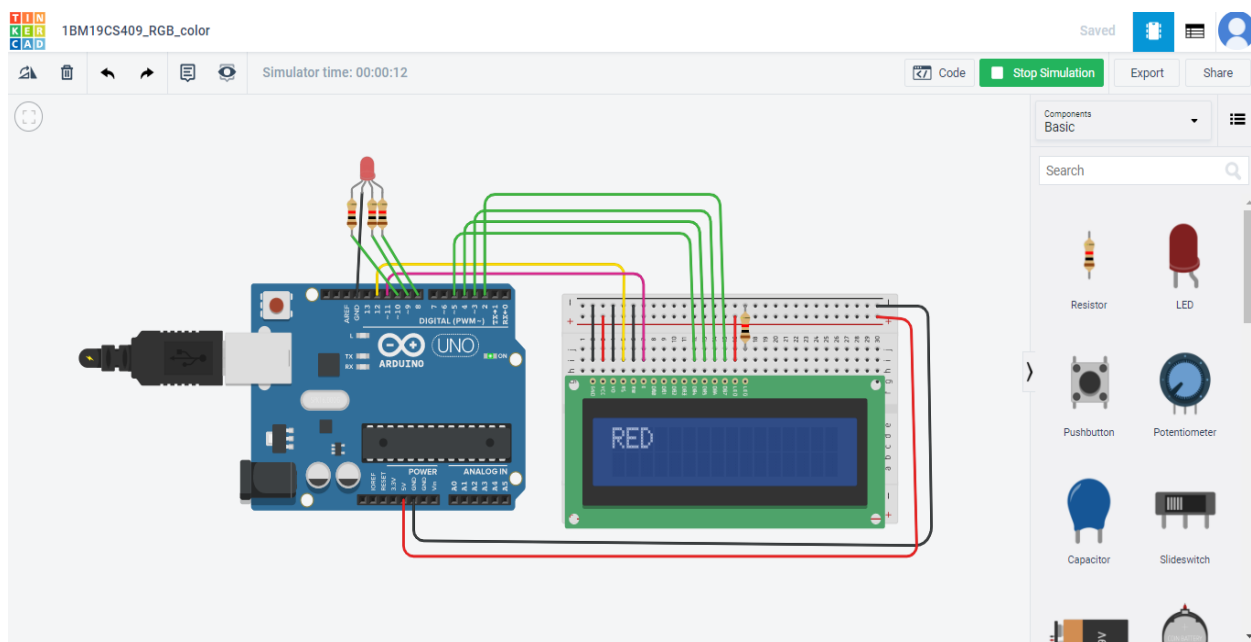 TIN
KER
CAD
1BM19CS409_RGB_color
Saved
Simulator time: 00:00:12
Code
Stop Simulation
Export
Share
Components
Basic
Search
Resistor
LED
Pushbutton
Potentiometer
Capacitor
Slideswitch
AREF
GND
13
12
~11
~10
~9
8
7
~6
~5
4
~3
2
TX→1
RX←0
DIGITAL (PWM~)
L
TX
RX
UNO
ARDUINO
ON
IOREF
RESET
3.3V
5V
GND
GND
Vin
POWER
ANALOG IN
A0
A1
A2
A3
A4
A5
RED